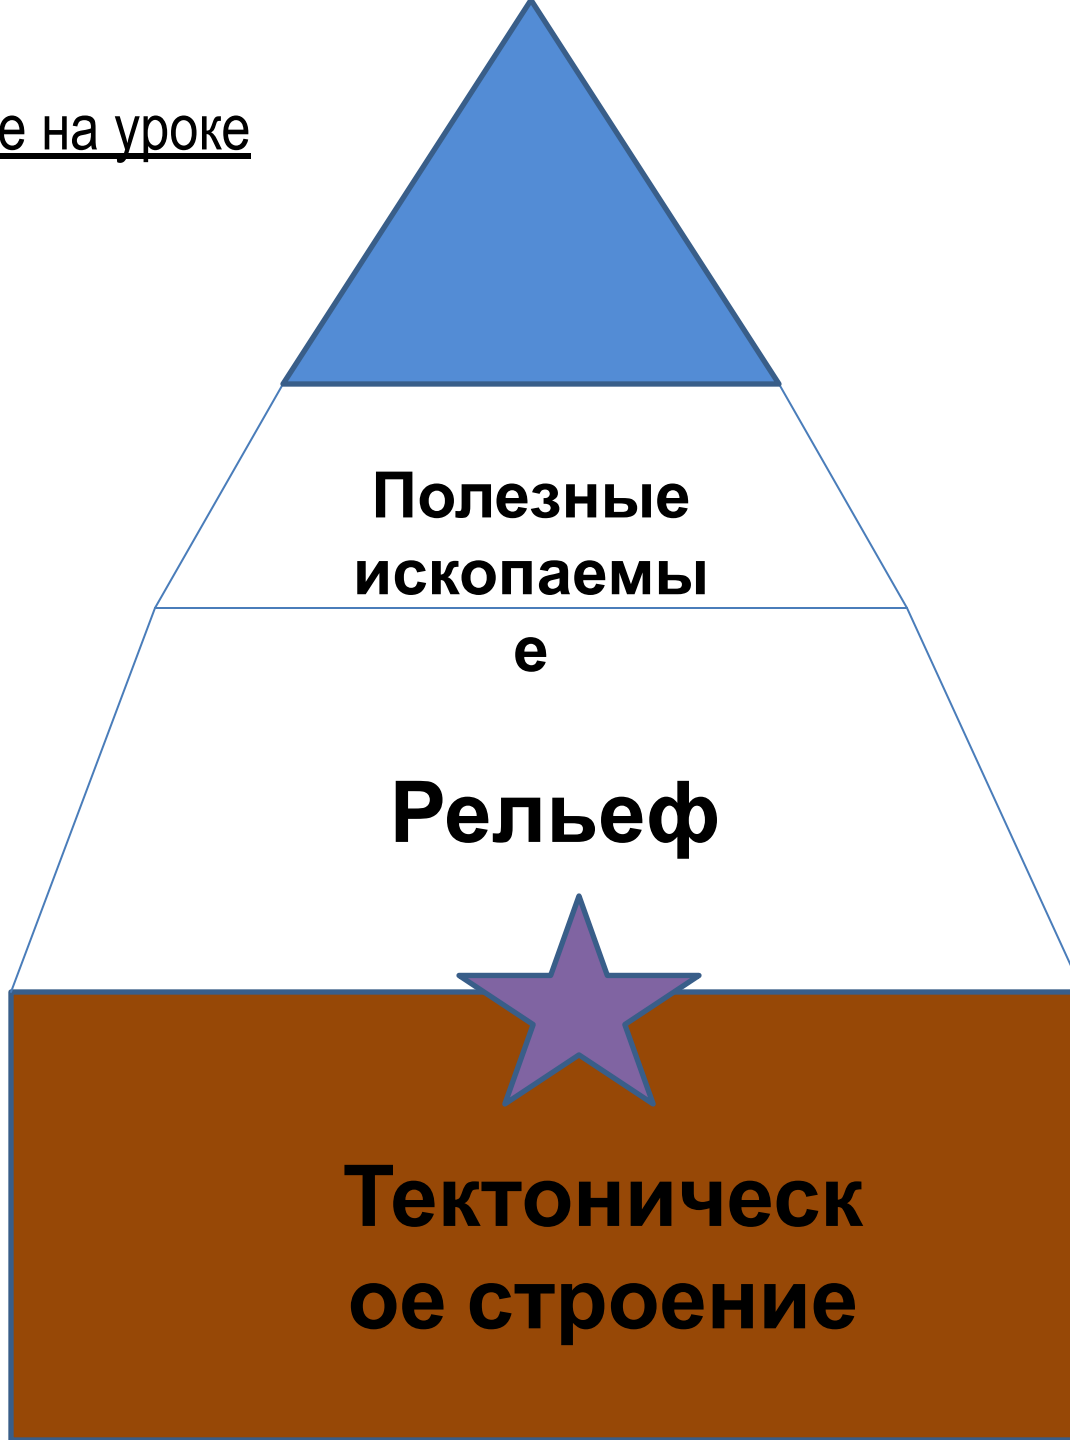 е на уроке
Полезные
ископаемы
е
Рельеф
Тектоническ
ое строение